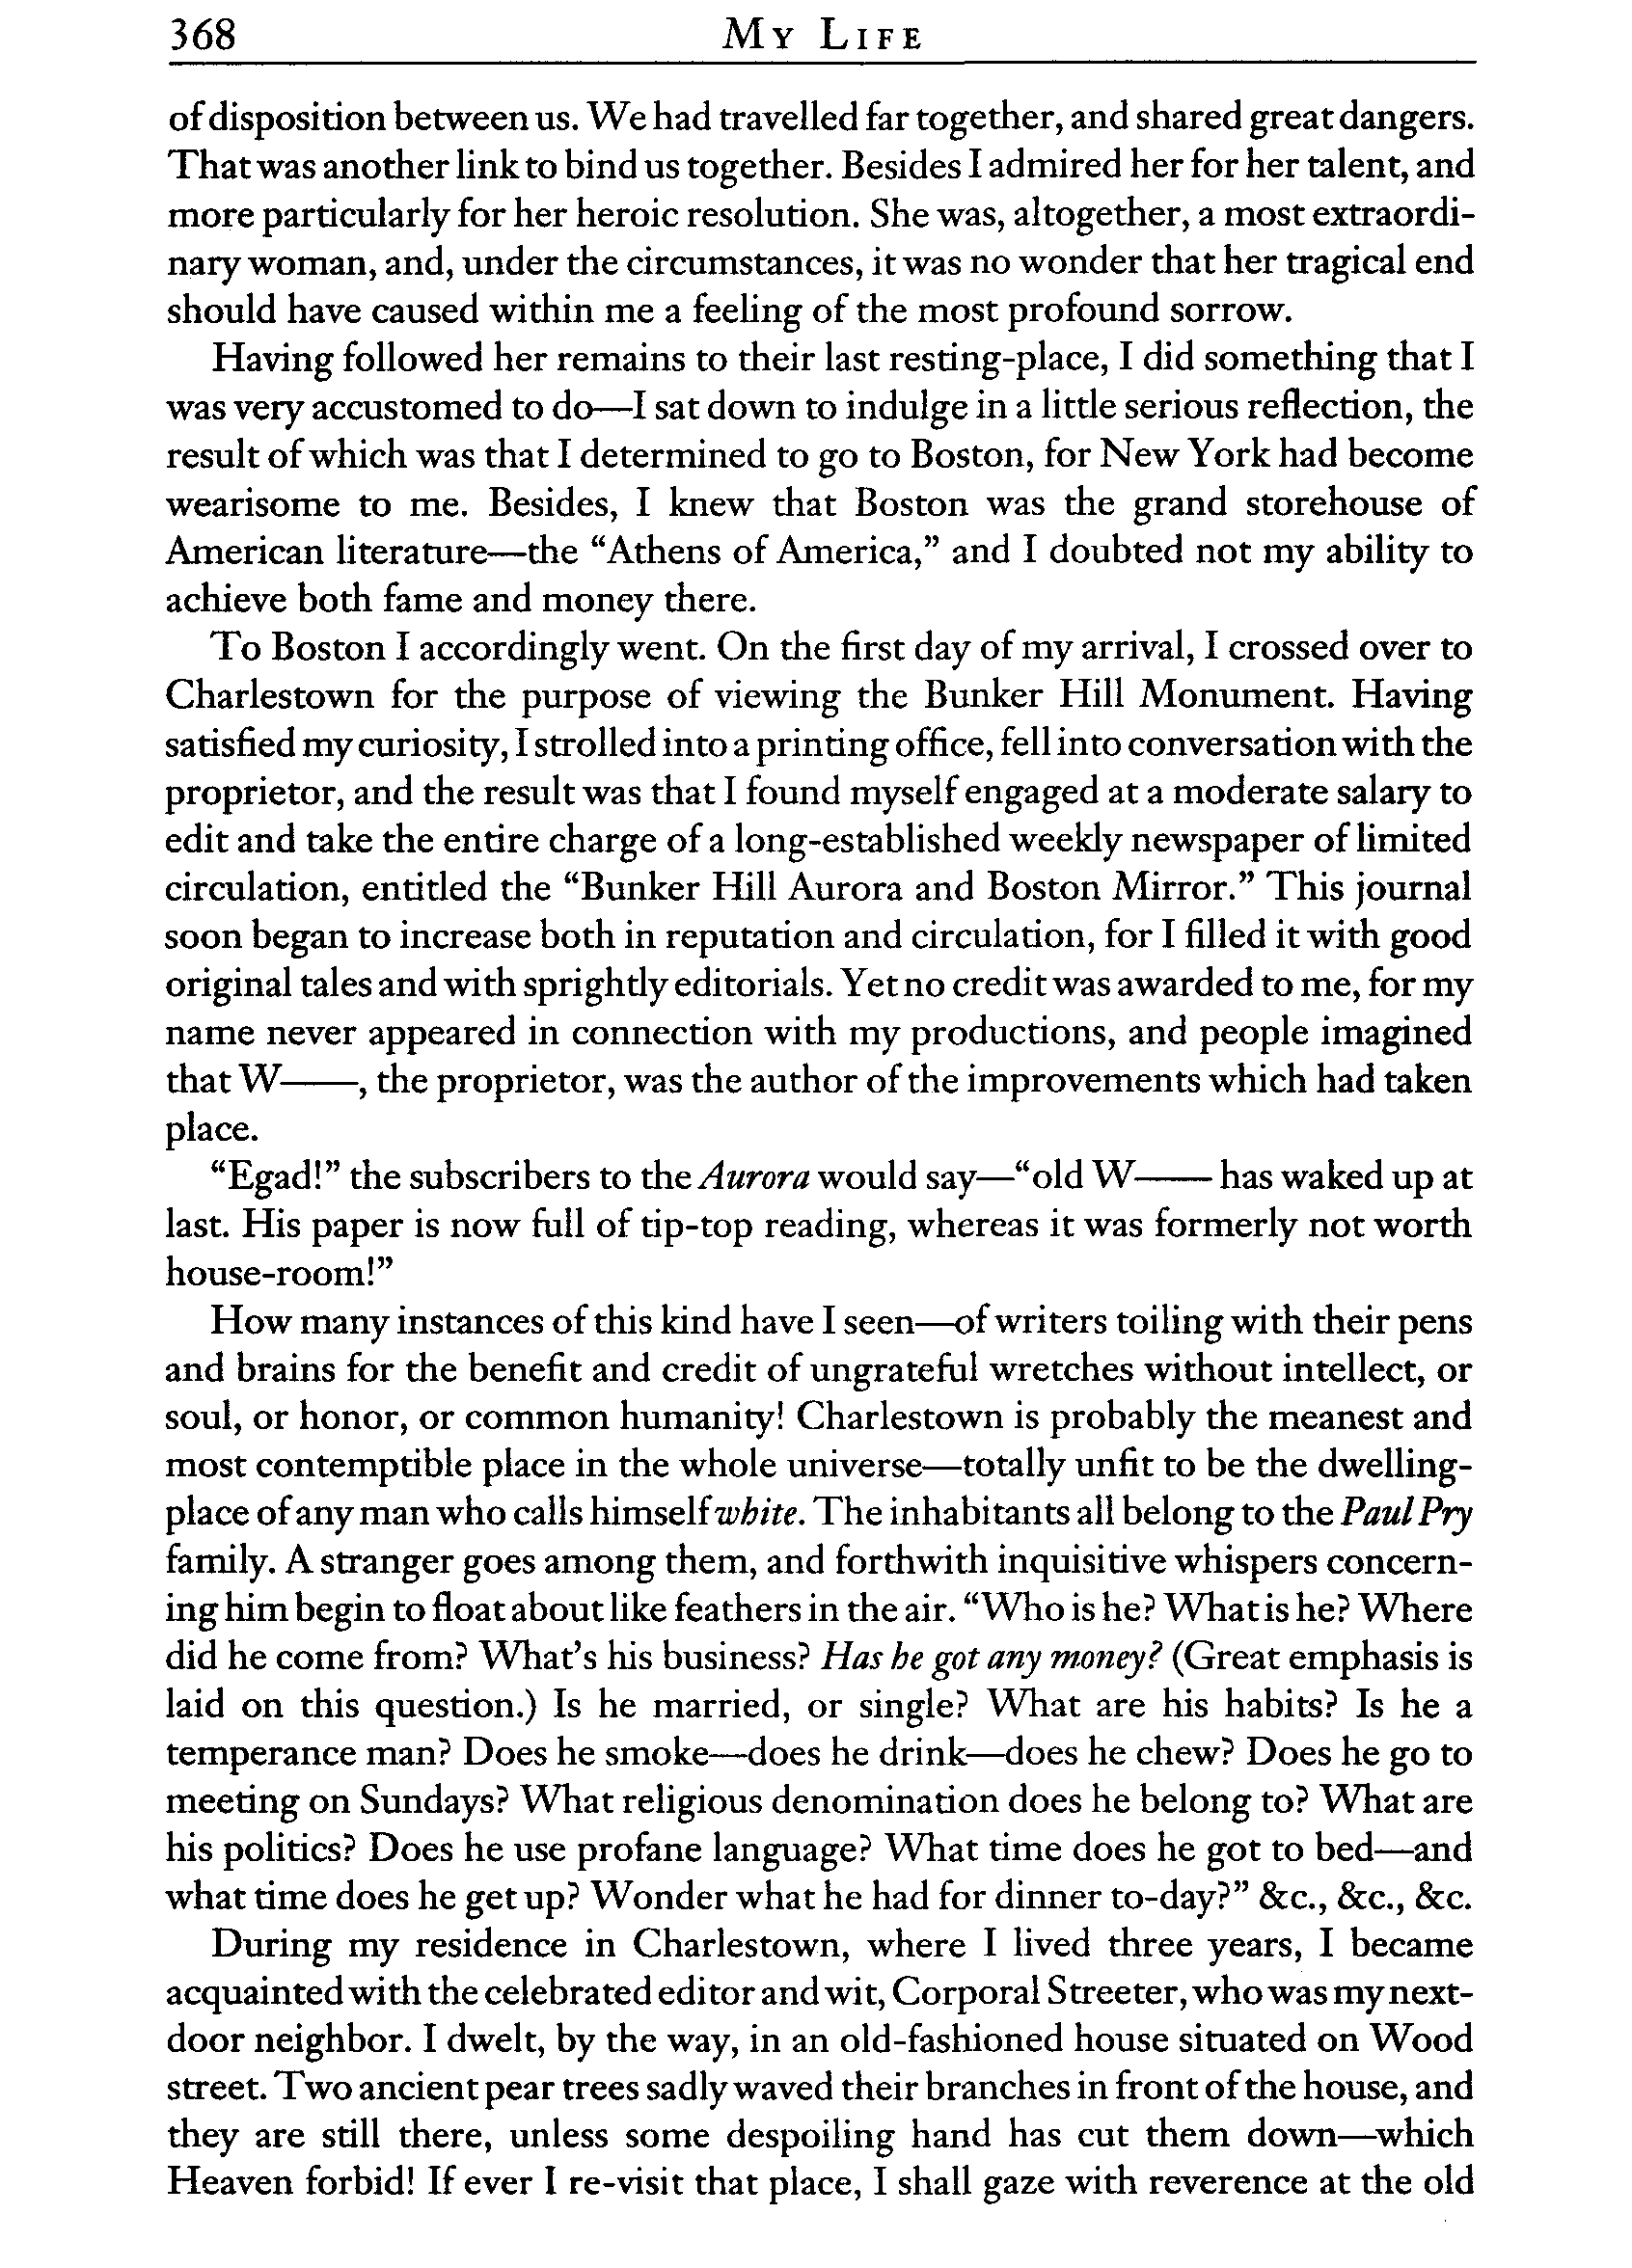 368 MY LIFE
of disposition between us. We had travelled far together, and shared great dangers.
That was another link to bind us together. Besides I admired her for her talent, and
more particularly for her heroic resolution. She was, altogether, a most extraordi-
nary woman, and, under the circumstances, it was no wonder that her tragical end
should have caused within me a feeling of the most profound sorrow.
Having followed her remains to their last resting-place, I did something that I
was very accustomed to do—I sat down to indulge in a little serious reflection, the
result of which was that I determined to go to Boston, for New York had become
wearisome to me. Besides, I knew that Boston was the grand storehouse of
American literature—the “Athens of America,” and I doubted not my ability to
achieve both fame and money there.
To Boston I accordingly went. On the first day of my arrival, I crossed over to
Charlestown for the purpose of viewing the Bunker Hill Monument. Having
satisfied my curiosity, I strolled into a printing office, fell into conversation with the
proprietor, and the result was that I found myself engaged at a moderate salary to
edit and take the entire charge of a long-established weekly newspaper of limited
circulation, entitled the “Bunker Hill Aurora and Boston Mirror.” This journal
soon began to increase both in reputation and circulation, for I filled it with good
original tales and with sprightly editorials. Yet no credit was awarded to me, for my
name never appeared in connection with my productions, and people imagined
that W——, the proprietor, was the author of the improvements which had taken
place.
“Egad!” the subscribers to the Aurora would say—“old W—— has waked up at
last. His paper is now full of tip-top reading, whereas it was formerly not worth
house-room!”
How many instances of this kind have I seen—of writers toiling with their pens
and brains for the benefit and credit of ungrateful wretches without intellect, or
soul, or honor, or common humanity! Charlestown is probably the meanest and
most contemptible place in the whole universe—totally unfit to be the dwelling-
place of any man who calls himself white. The inhabitants all belong to the Paul Pry
family. A stranger goes among them, and forthwith inquisitive whispers concern-
ing him begin to float about like feathers in the air. “Who is he? What is he? Where
did he come from? What’s his business? Has he got any money? (Great emphasis is
laid on this question.) Is he married, or single? What are his habits? Is he a
temperance man? Does he smoke—does he drink—does he chew? Does he go to
meeting on Sundays? What religious denomination does he belong to? What are
his politics? Does he use profane language? What time does he got to bed—and
what time does he get up? Wonder what he had for dinner to-day?” &c., &c., &c.
During my residence in Charlestown, where I lived three years, I became
acquainted with the celebrated editor and wit, Corporal Streeter, who was my next-
door neighbor. I dwelt, by the way, in an old-fashioned house situated on Wood
street. Two ancient pear trees sadly waved their branches in front of the house, and
they are still there, unless some despoiling hand has cut them down—which
Heaven forbid! If ever I re-visit that place, I shall gaze with reverence at the old